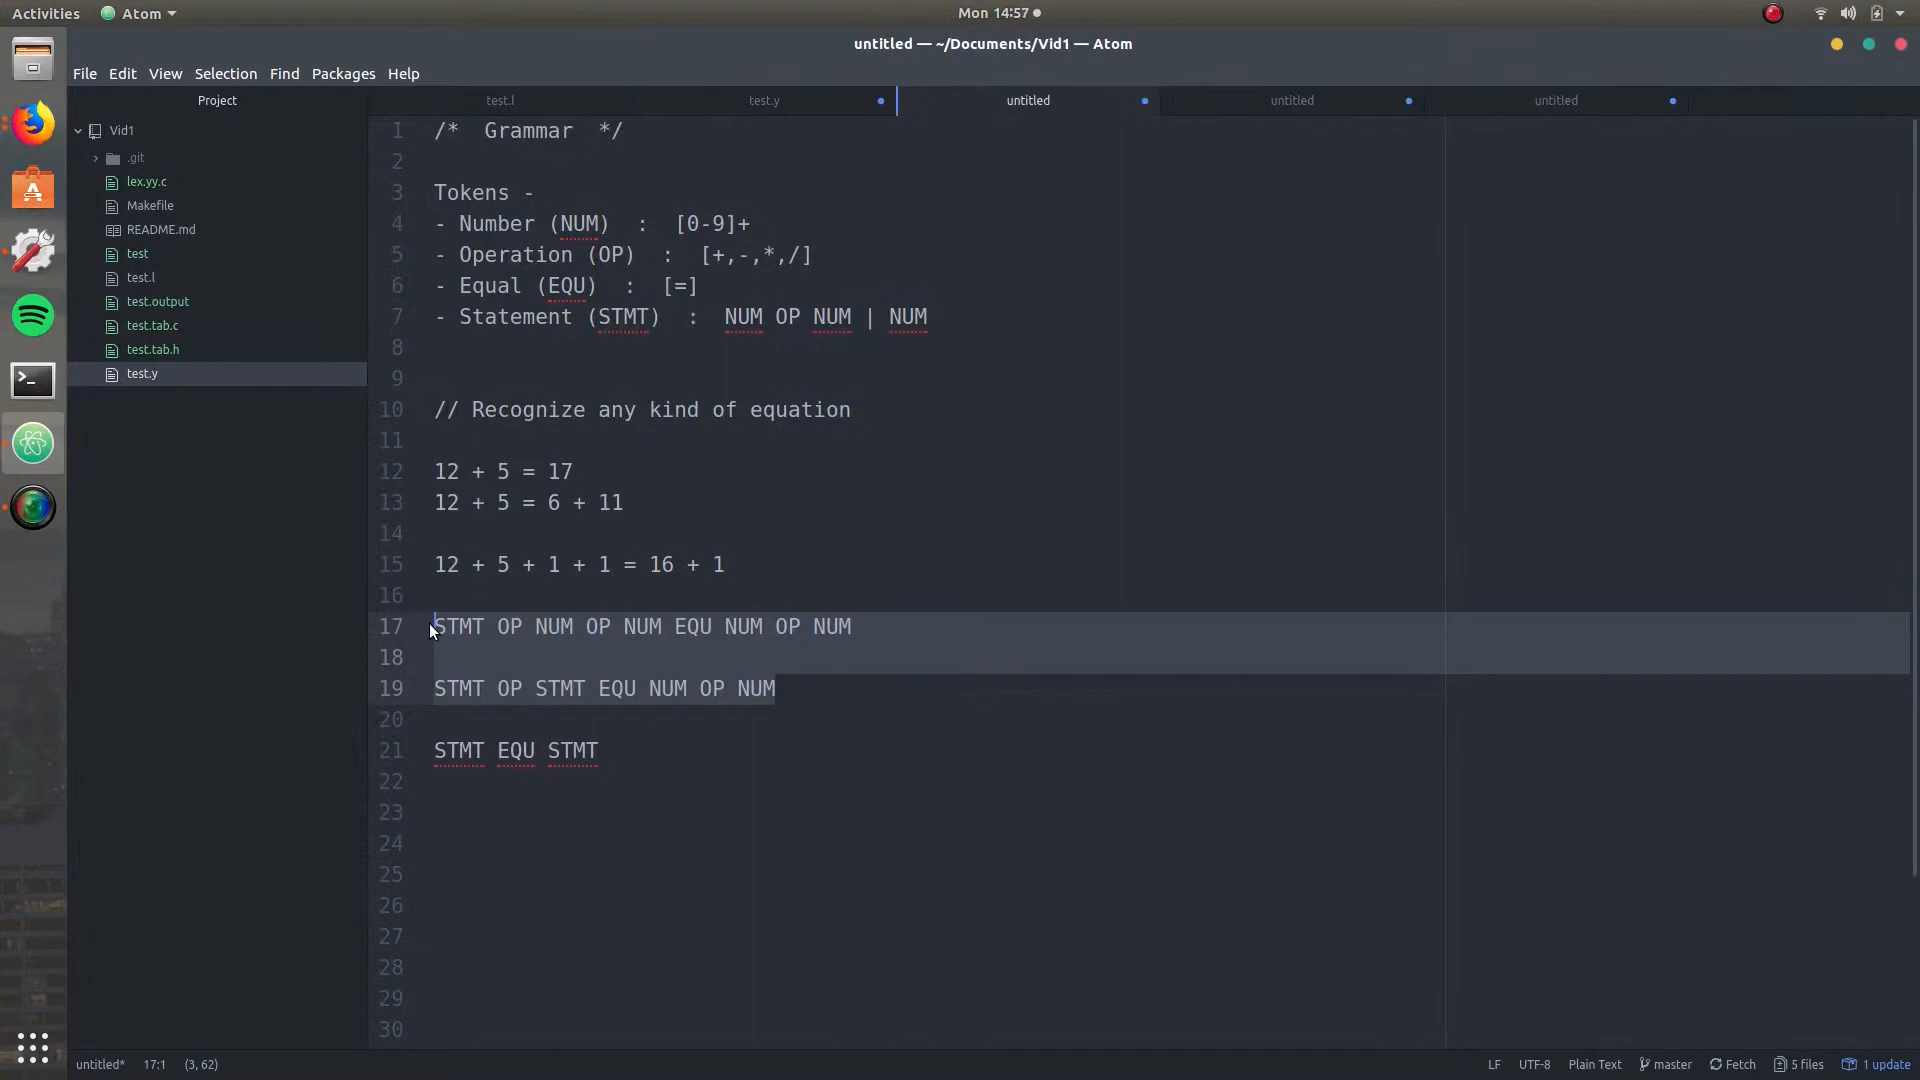 Activities Atom Mon 14:57
untitled — ~/Documents/Vid1 — Atom
File Edit View Selection Find Packages Help
Project test.l test.y untitled untitled untitled
Vid1
.git
lex.yy.c
Makefile
README.md
test
test.l
test.output
test.tab.c
test.tab.h
test.y
1 /* Grammar */
2
3 Tokens -
4 - Number (NUM) : [0-9]+
5 - Operation (OP) : [+,-,*,/]
6 - Equal (EQU) : [=]
7 - Statement (STMT) : NUM OP NUM | NUM
8
9
10 // Recognize any kind of equation
11
12 12 + 5 = 17
13 12 + 5 = 6 + 11
14
15 12 + 5 + 1 + 1 = 16 + 1
16
17 STMT OP NUM OP NUM EQU NUM OP NUM
18
19 STMT OP STMT EQU NUM OP NUM
20
21 STMT EQU STMT
22
23
24
25
26
27
28
29
30
untitled* 17:1 (3, 62) LF UTF-8 Plain Text master Fetch 5 files 1 update